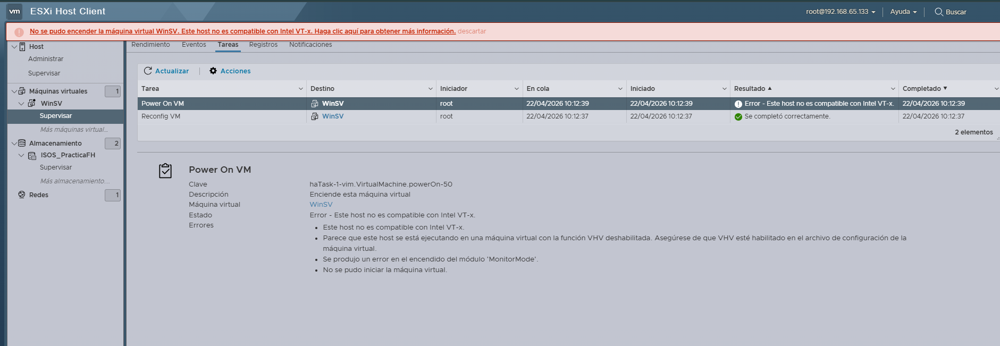 vm ESXi Host Client root@192.168.65.133 Ayuda Buscar
No se pudo encender la máquina virtual WinSV. Este host no es compatible con Intel VT-x. Haga clic aquí para obtener más información. descartar
Host
Administrar
Supervisar
Máquinas virtuales 1
WinSV
Supervisar
Más máquinas virtual...
Almacenamiento 2
ISOS_PracticaFH
Supervisar
Más almacenamiento...
Redes 1
Rendimiento Eventos Tareas Registros Notificaciones
Actualizar Acciones
Tarea Destino Iniciador En cola Iniciado Resultado Completado
Power On VM WinSV root 22/04/2026 10:12:39 22/04/2026 10:12:39 Error - Este host no es compatible con Intel VT-x. 22/04/2026 10:12:39
Reconfig VM WinSV root 22/04/2026 10:12:37 22/04/2026 10:12:37 Se completó correctamente. 22/04/2026 10:12:37
2 elementos
Power On VM
Clave haTask-1-vim.VirtualMachine.powerOn-50
Descripción Enciende esta máquina virtual
Máquina virtual WinSV
Estado Error - Este host no es compatible con Intel VT-x.
Errores
• Este host no es compatible con Intel VT-x.
• Parece que este host se está ejecutando en una máquina virtual con la función VHV deshabilitada. Asegúrese de que VHV esté habilitado en el archivo de configuración de la
máquina virtual.
• Se produjo un error en el encendido del módulo 'MonitorMode'.
• No se pudo iniciar la máquina virtual.